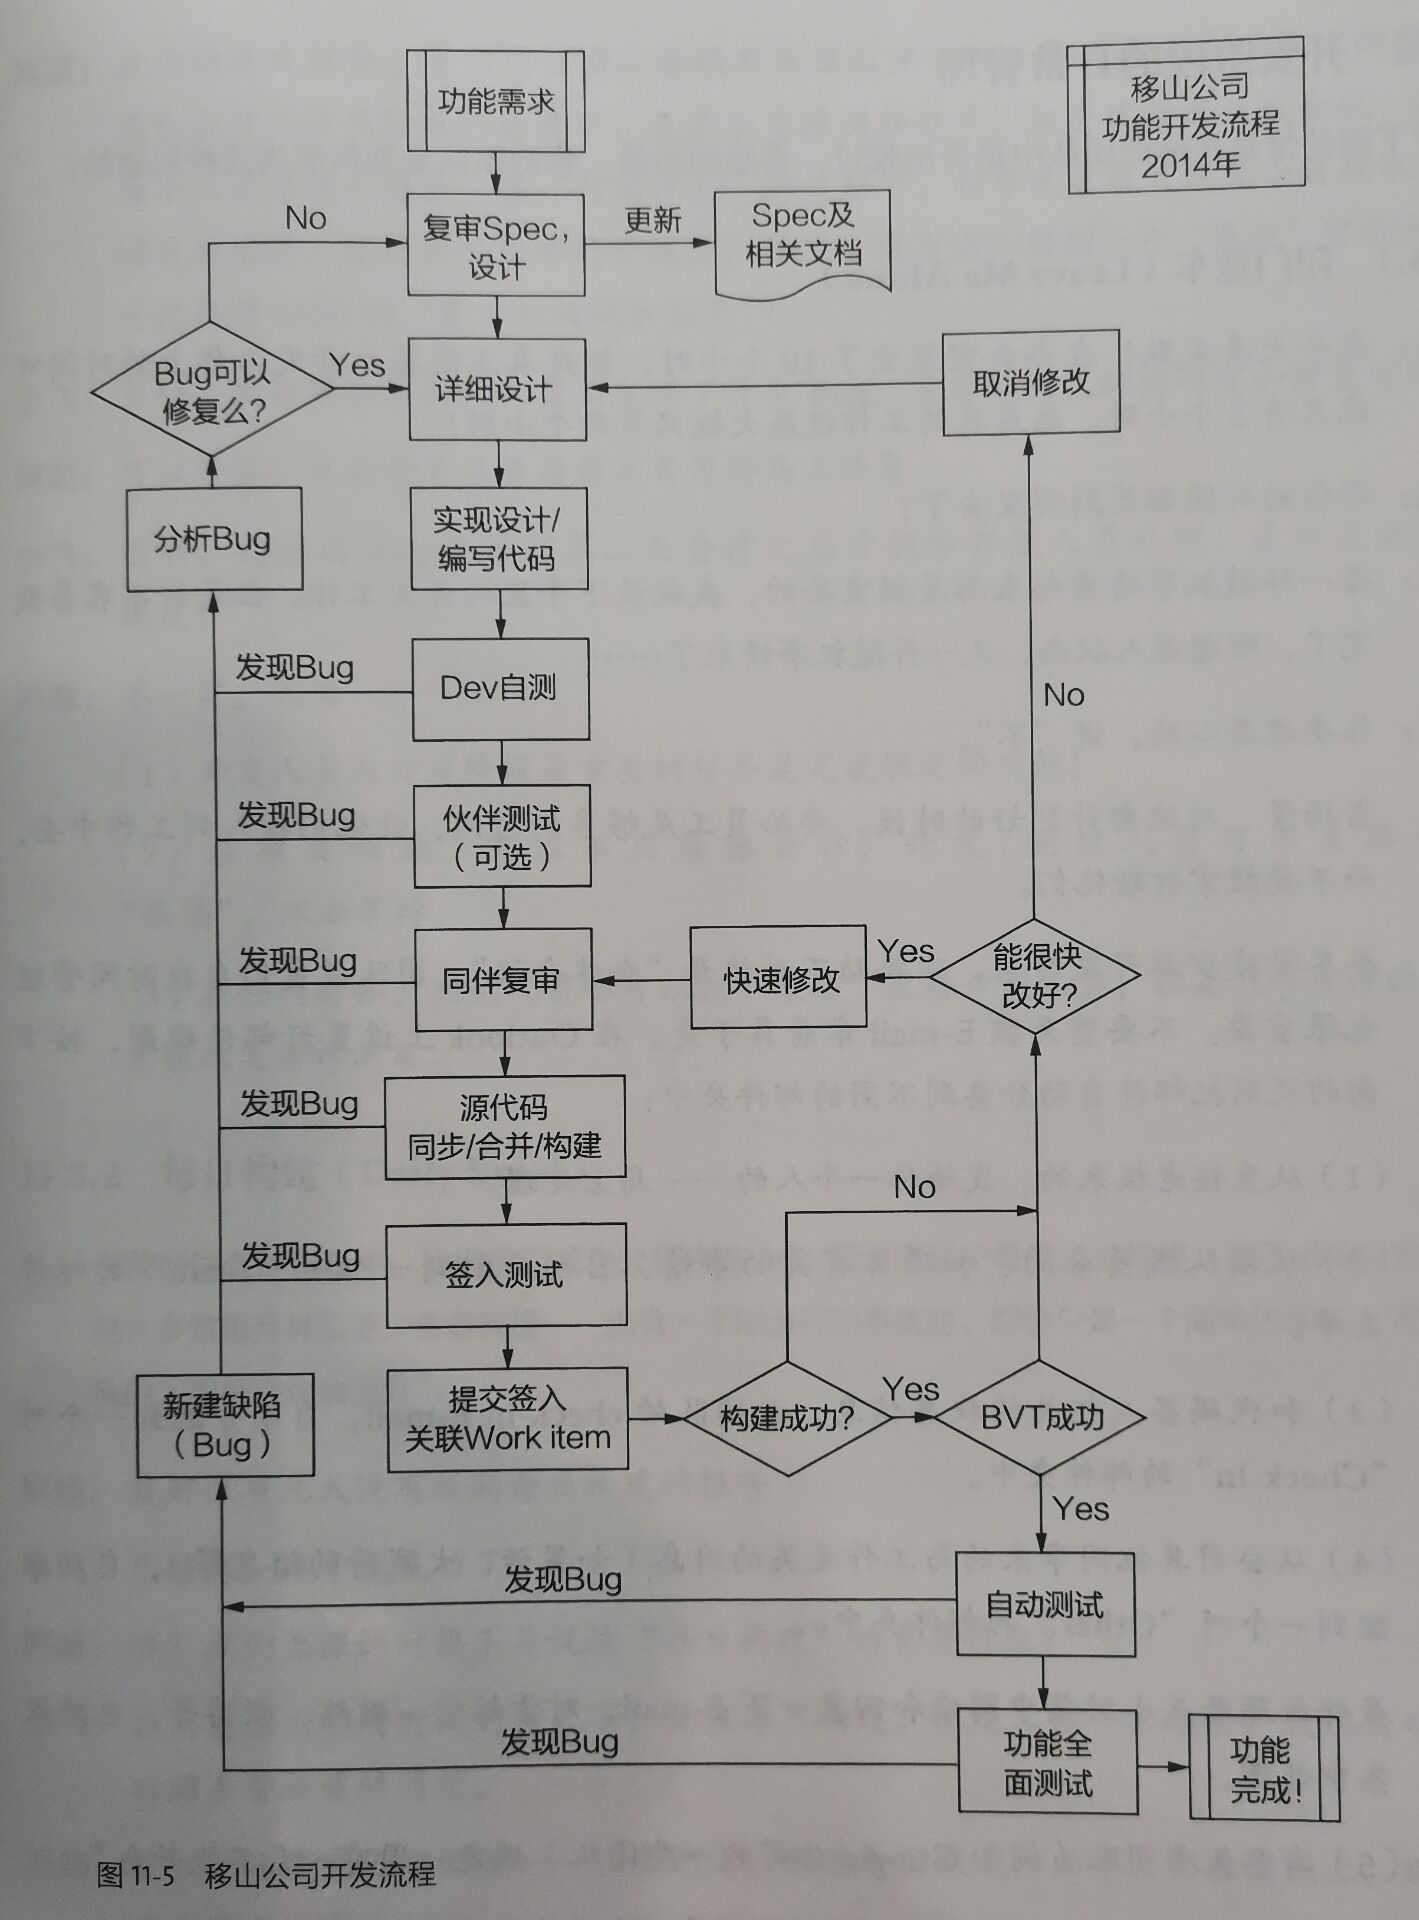 功能需求
移山公司
功能开发流程
2014年
No
复审Spec，
设计
更新
Spec及
相关文档
Bug可以
修复么?
Yes
详细设计
取消修改
分析Bug
实现设计/
编写代码
发现Bug
Dev自测
No
发现Bug
伙伴测试
（可选）
发现Bug
同伴复审
快速修改
Yes
能很快
改好?
发现Bug
源代码
同步/合并/构建
No
发现Bug
签入测试
新建缺陷
（Bug）
提交签入
关联Work item
构建成功?
Yes
BVT成功
Yes
发现Bug
自动测试
发现Bug
功能全
面测试
功能
完成!
图 11-5 移山公司开发流程